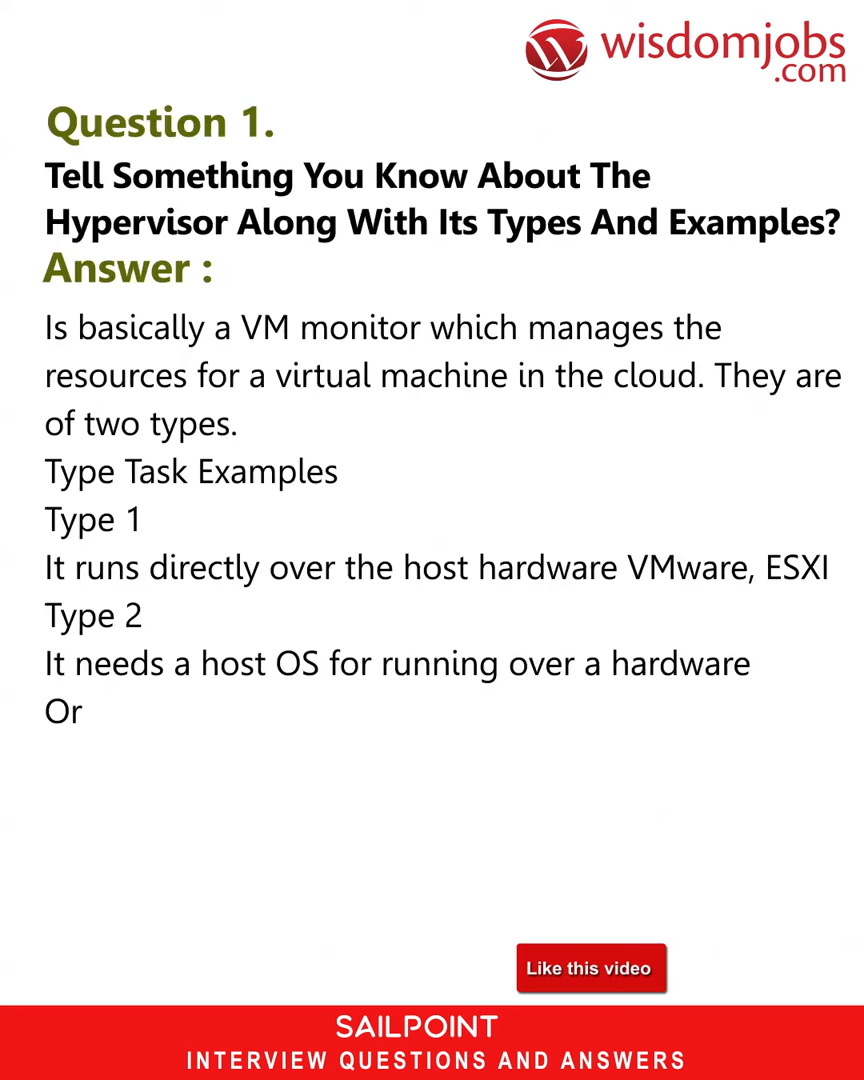 wisdomjobs
.com
Question 1.
Tell Something You Know About The
Hypervisor Along With Its Types And Examples?
Answer :
Is basically a VM monitor which manages the
resources for a virtual machine in the cloud. They are
of two types.
Type Task Examples
Type 1
It runs directly over the host hardware VMware, ESXI
Type 2
It needs a host OS for running over a hardware
Or
Like this video
SAILPOINT
INTERVIEW QUESTIONS AND ANSWERS